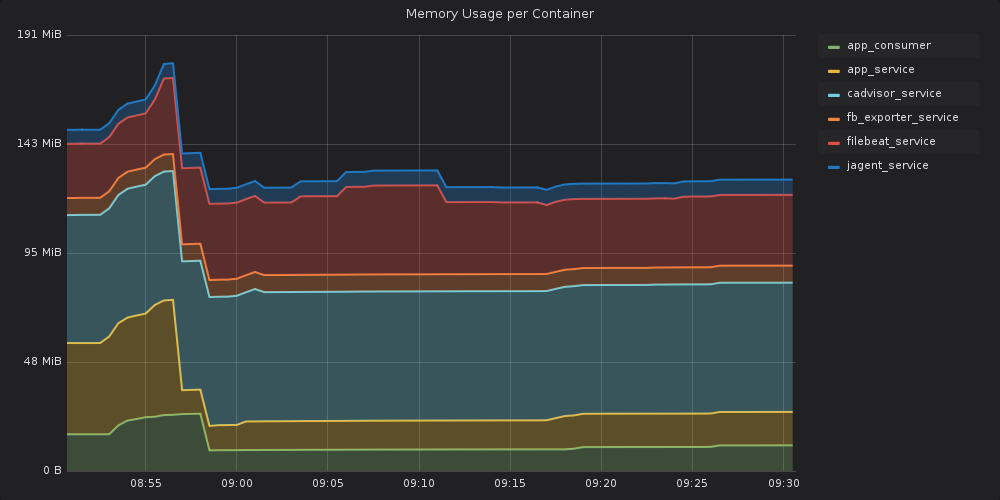 Memory Usage per Container
191 MiB
143 MiB
95 MiB
48 MiB
0 B
08:55
09:00
09:05
09:10
09:15
09:20
09:25
09:30
app_consumer
app_service
cadvisor_service
fb_exporter_service
filebeat_service
jagent_service